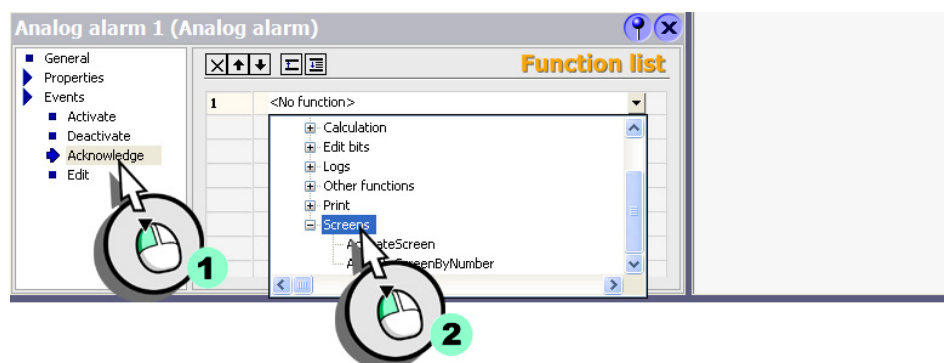 Analog alarm 1 (Analog alarm)
General
Properties
Events
Activate
Deactivate
Acknowledge
Edit
Function list
1 <No function>
Calculation
Edit bits
Logs
Other functions
Print
Screens
1
2